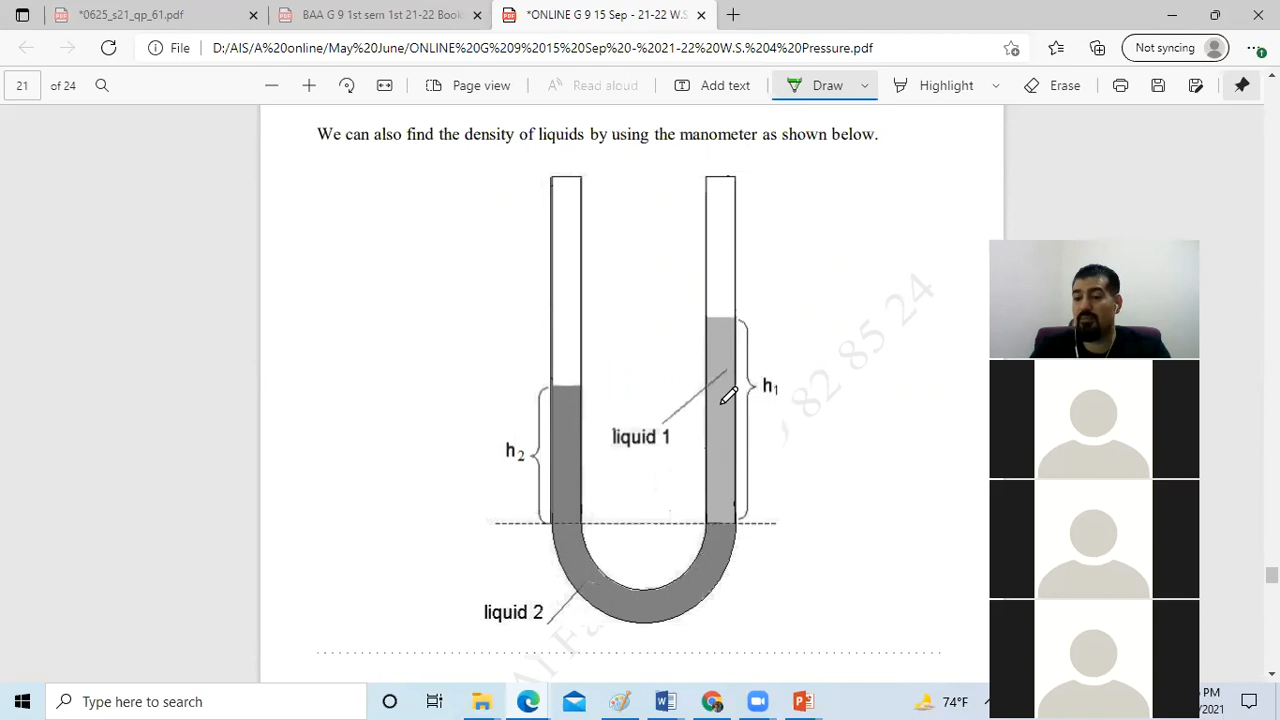 *0625_s21_qp_61.pdf
BAA G 9 1st sem 1st 21-22 Book
*ONLINE G 9 15 Sep - 21-22 W.S.
File
D:/AIS/A%20online/May%20June/ONLINE%20G%209%2015%20Sep%20-%2021-22%20W.S.%204%20Pressure.pdf
Not syncing
21
of 24
Page view
Read aloud
Add text
Draw
Highlight
Erase
We can also find the density of liquids by using the manometer as shown below.
h1
liquid 1
h2
liquid 2
, 82 85 24
Type here to search
74°F